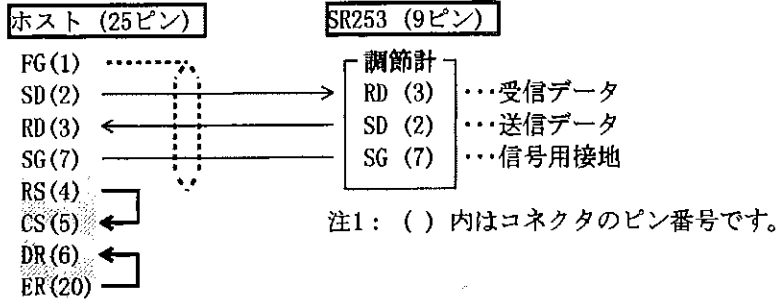 ホスト (25ピン) SR253 (9ピン)
FG(1) 調節計
SD(2) RD (3) ･･･受信データ
RD(3) SD (2) ･･･送信データ
SG(7) SG (7) ･･･信号用接地
RS(4)
CS(5) 注1： ( ) 内はコネクタのピン番号です。
DR(6)
ER(20)